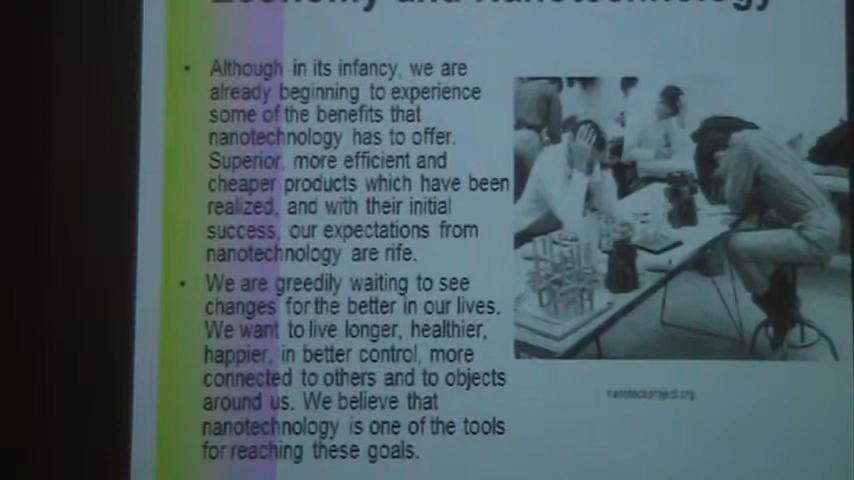 Economy and Nanotechnology
• Although in its infancy, we are
already beginning to experience
some of the benefits that
nanotechnology has to offer.
Superior, more efficient and
cheaper products which have been
realized, and with their initial
success, our expectations from
nanotechnology are rife.
• We are greedily waiting to see
changes for the better in our lives.
We want to live longer, healthier,
happier, in better control, more
connected to others and to objects
around us. We believe that
nanotechnology is one of the tools
for reaching these goals.